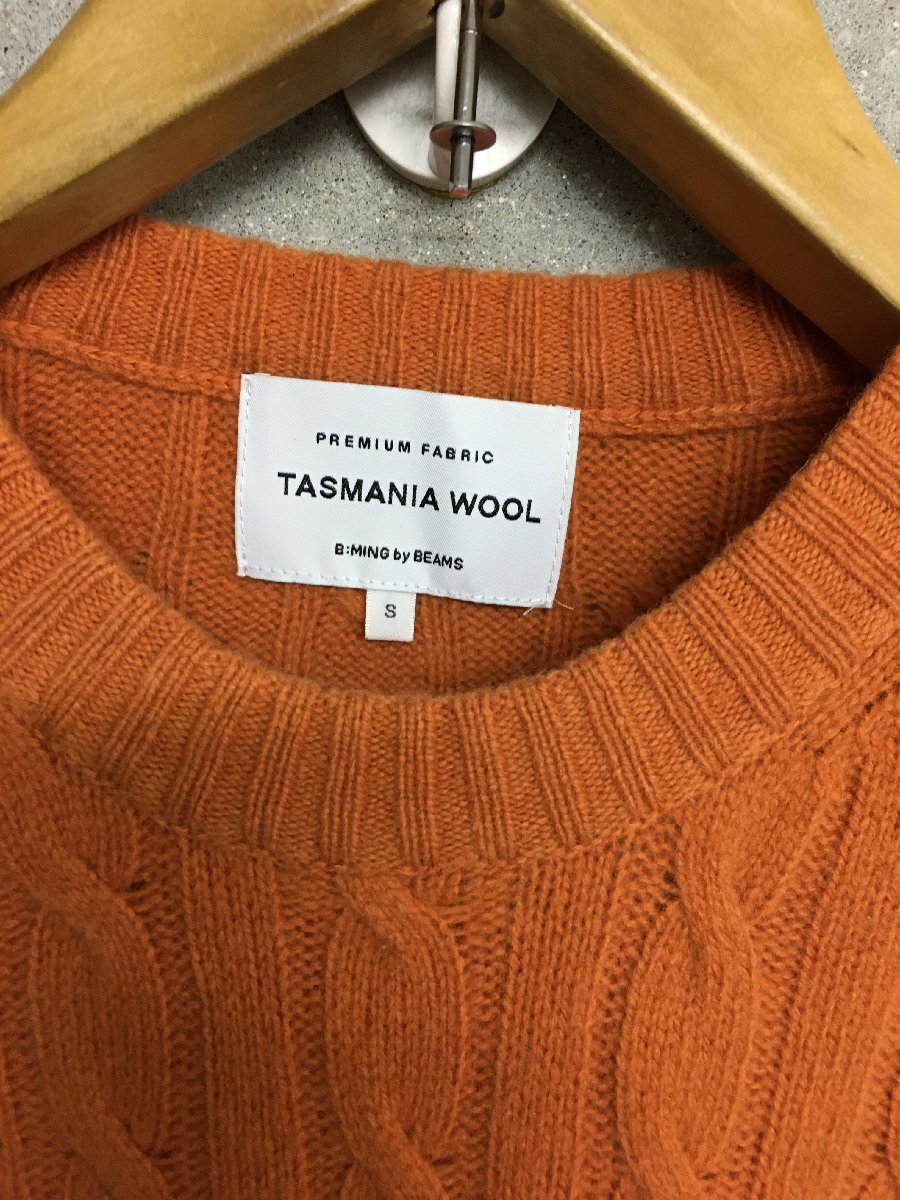 PREMIUM FABRIC
TASMANIA WOOL
B:MING by BEAMS
S